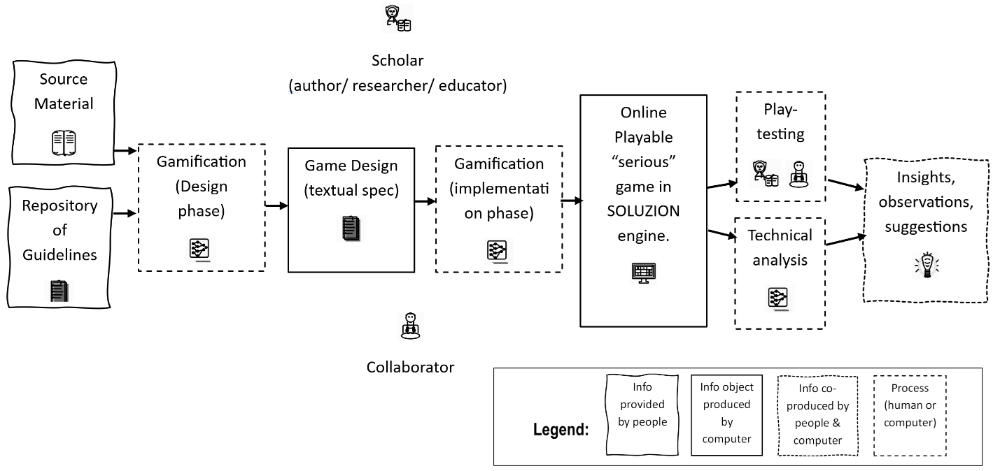 Scholar
(author/ researcher/ educator)
Source
Material
Repository
of
Guidelines
Gamification
(Design
phase)
Game Design
(textual spec)
Gamification
(implementati
on phase)
Online
Playable
“serious”
game in
SOLUZION
engine.
Play-
testing
Technical
analysis
Insights,
observations,
suggestions
Collaborator
Legend:
Info
provided
by people
Info object
produced
by
computer
Info co-
produced by
people &
computer
Process
(human or
computer)